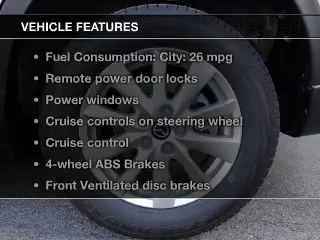 VEHICLE FEATURES
• Fuel Consumption: City: 26 mpg
• Remote power door locks
• Power windows
• Cruise controls on steering wheel
• Cruise control
• 4-wheel ABS Brakes
• Front Ventilated disc brakes